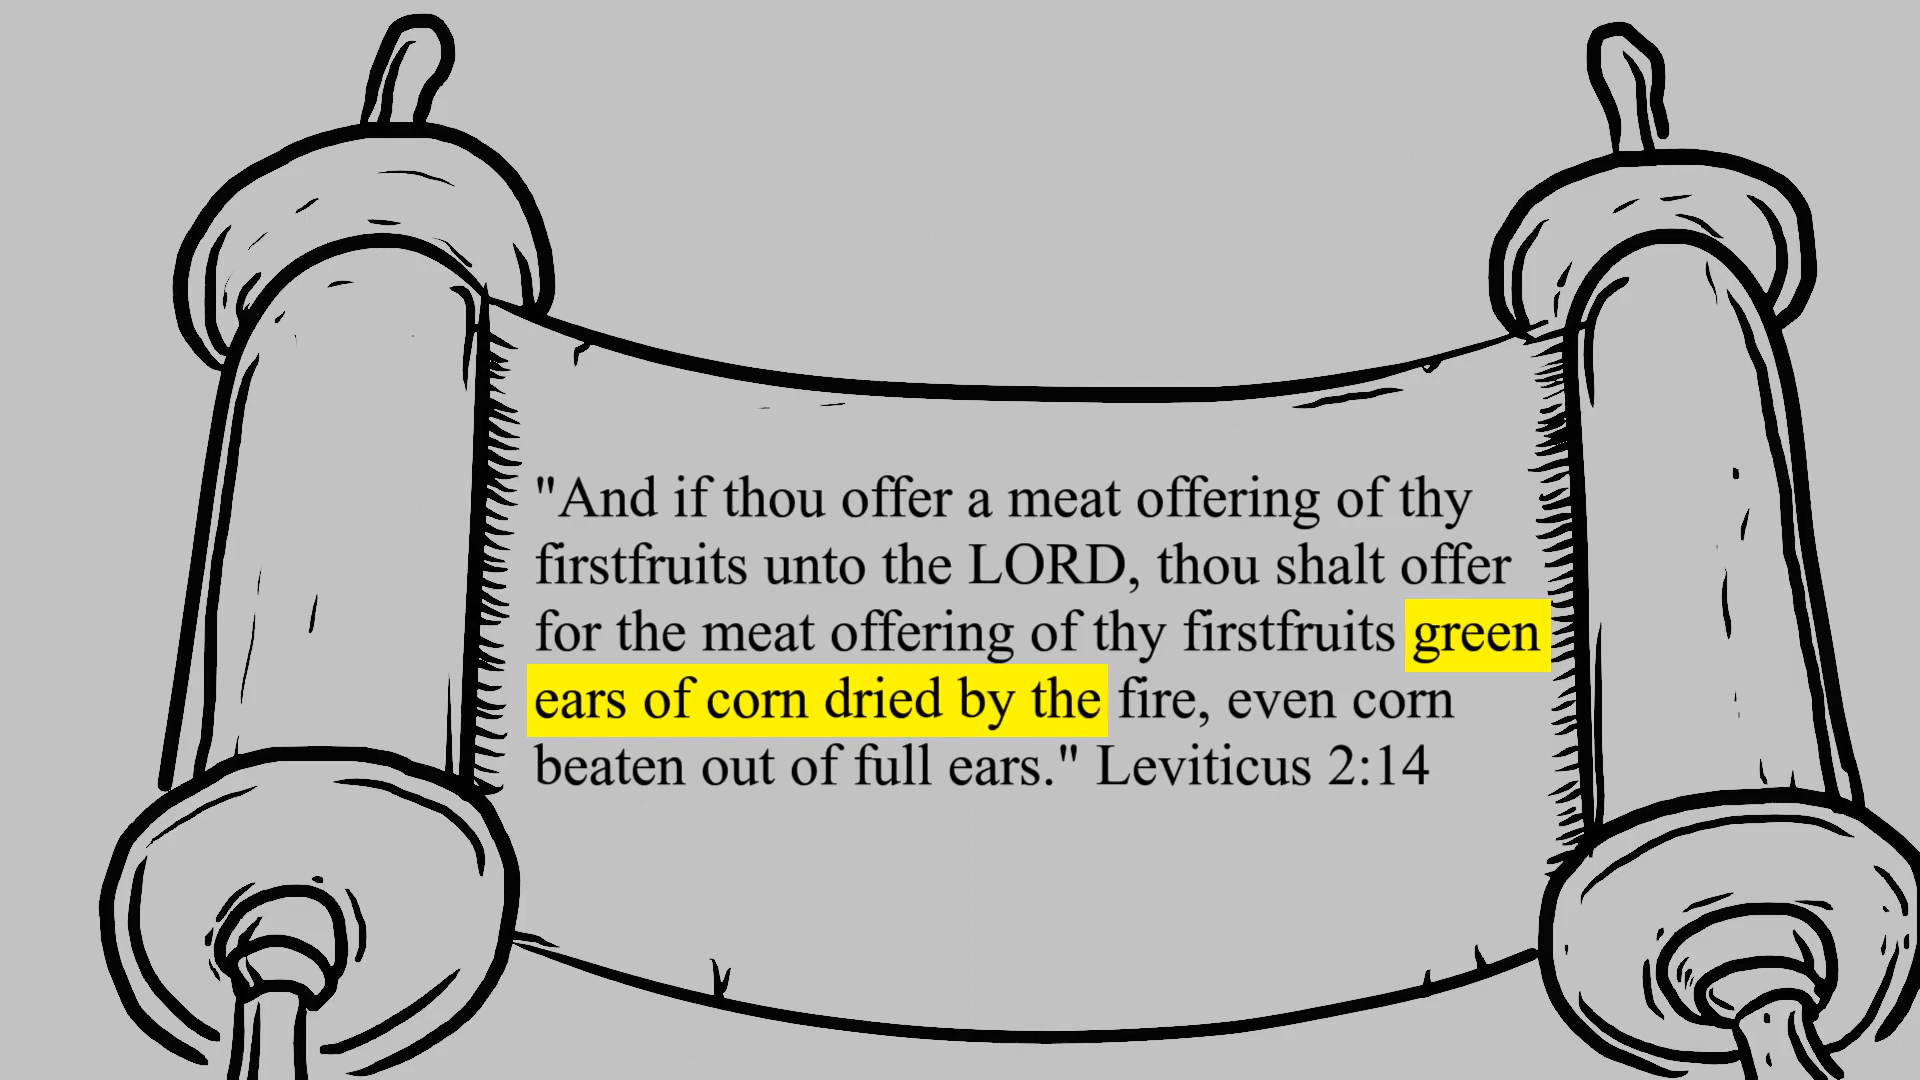 "And if thou offer a meat offering of thy
firstfruits unto the LORD, thou shalt offer
for the meat offering of thy firstfruits green
ears of corn dried by the fire, even corn
beaten out of full ears." Leviticus 2:14